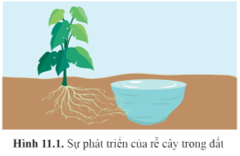 Hình 11.1. Sự phát triển của rễ cây trong đất